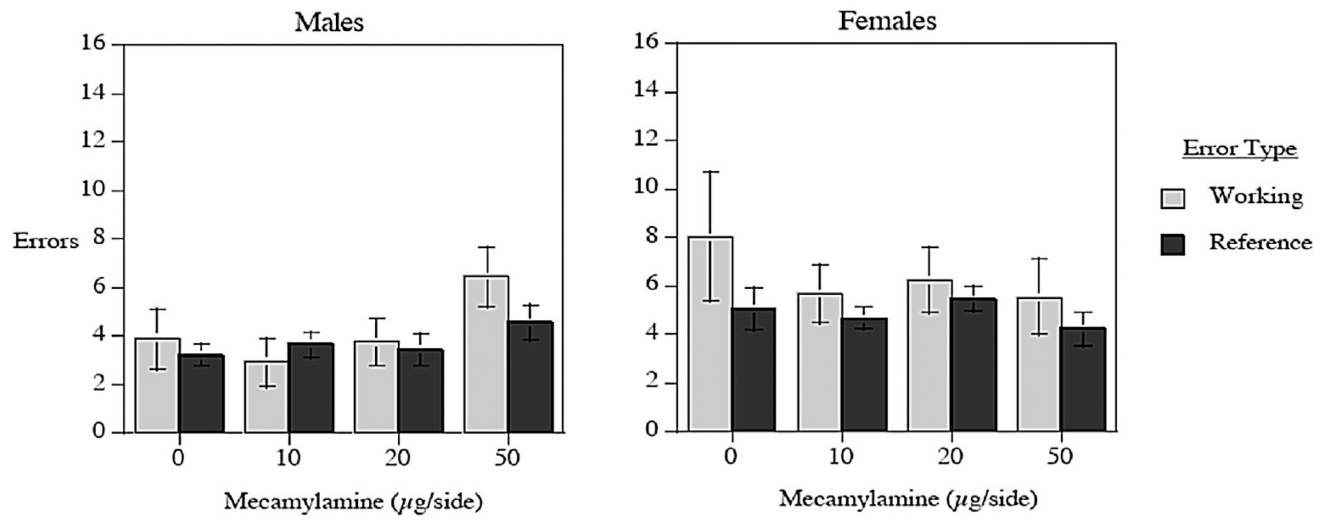 Males
16
14
12
10
8
6
4
2
0
Errors
0 10 20 50
Mecamylamine (µg/side)
Females
16
14
12
10
8
6
4
2
0
0 10 20 50
Mecamylamine (µg/side)
Error Type
Working
Reference